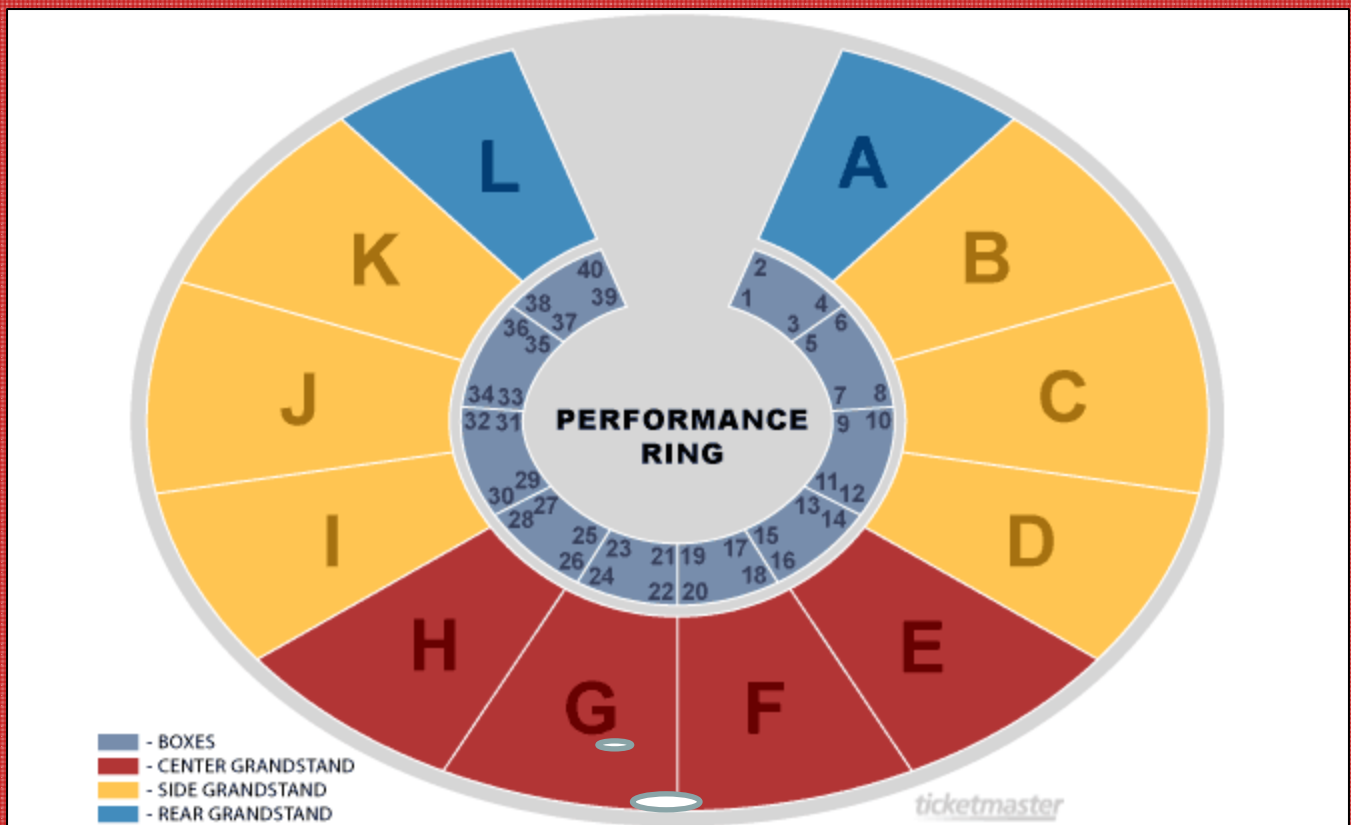 L
A
K
B
40
2
39
1
38
4
37
3
36
6
35
5
J
C
34 33
7 8
32 31
9 10
PERFORMANCE
RING
29
11
30
12
27
13
28
14
I
D
25
15
26
16
23
17
24
18
21 19
22 20
H
E
G
F
- BOXES
- CENTER GRANDSTAND
- SIDE GRANDSTAND
- REAR GRANDSTAND
ticketmaster